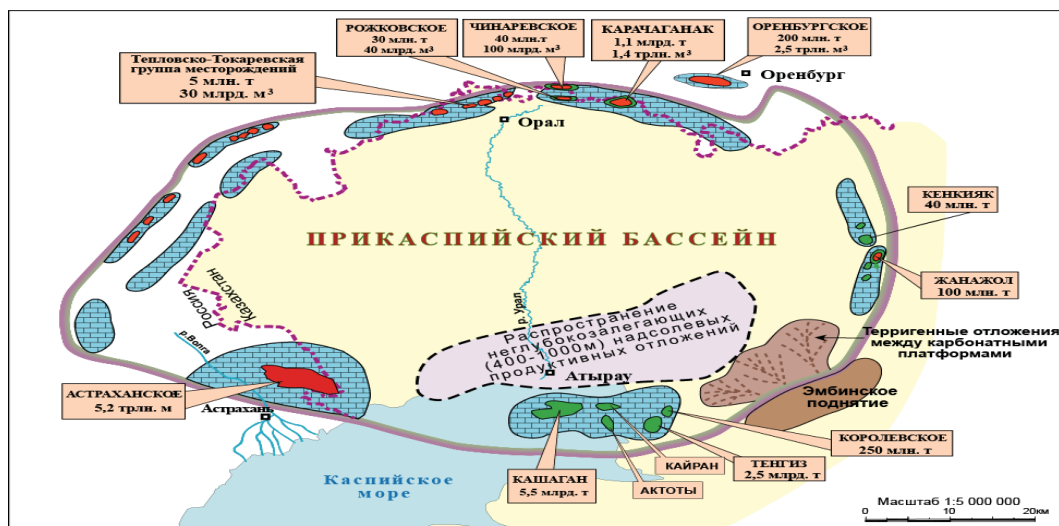 РОЖКОВСКОЕ
30 млн. т
40 млрд. м³
ЧИНАРЕВСКОЕ
40 млн.т
100 млрд. м³
КАРАЧАГАНАК
1,1 млрд. т
1,4 трлн. м³
ОРЕНБУРГСКОЕ
200 млн. т
2,5 трлн. м³
Тепловско-Токаревская
группа месторождений
5 млн. т
30 млрд. м³
Оренбург
Орал
КЕНКИЯК
40 млн. т
ПРИКАСПИЙСКИЙ БАССЕЙН
ЖАНАЖОЛ
100 млн. т
Россия
Казахстан
р.Волга
р. Урал
Распространение
неглубокозалегающих
(400-1000м) надсолевых
продуктивных отложений
Терригенные отложения
между карбонатными
платформами
Атырау
Эмбинское
поднятие
АСТРАХАНСКОЕ
5,2 трлн. м
Астрахань
КОРОЛЕВСКОЕ
250 млн. т
КАЙРАН
ТЕНГИЗ
2,5 млрд. т
КАШАГАН
5,5 млрд. т
АКТОТЫ
Каспийское
море
Масштаб 1:5 000 000
0
10
20км